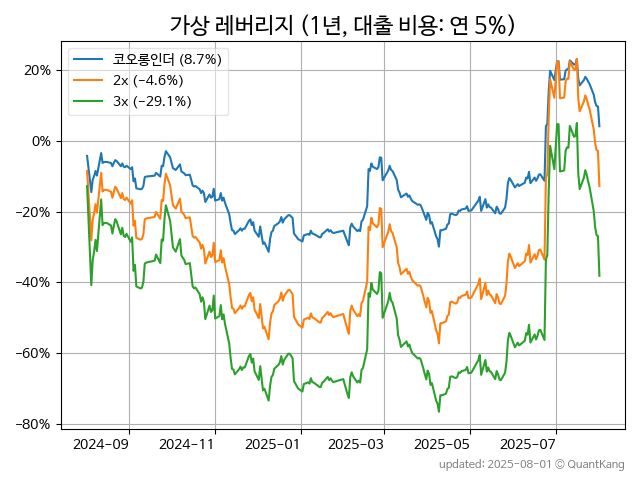 가상 레버리지 (1년, 대출 비용: 연 5%)
코오롱인더 (8.7%)
2x (−4.6%)
3x (−29.1%)
20%
0%
−20%
−40%
−60%
−80%
2024-09 2024-11 2025-01 2025-03 2025-05 2025-07
updated: 2025-08-01 © QuantKang